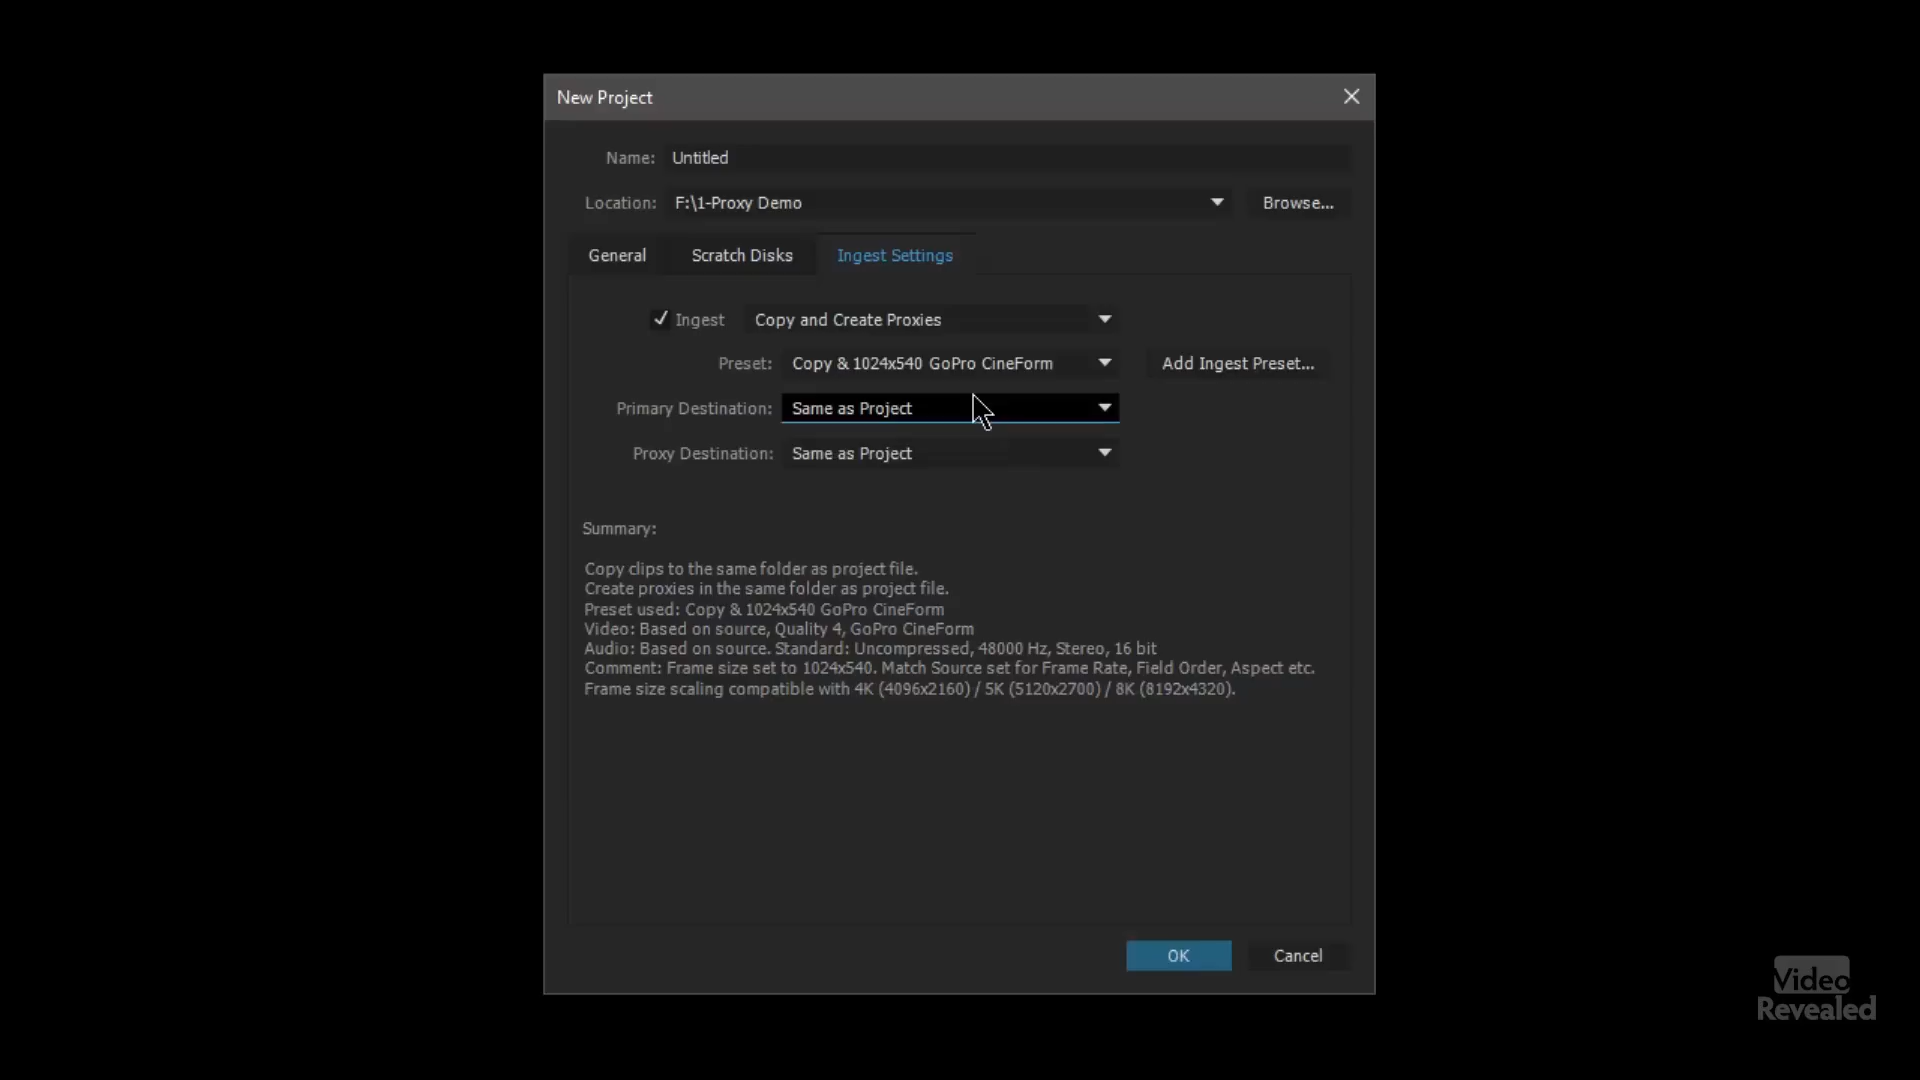 New Project
Name: Untitled
Location: F:\1-Proxy Demo Browse...
General Scratch Disks Ingest Settings
Ingest Copy and Create Proxies
Preset: Copy & 1024x540 GoPro CineForm Add Ingest Preset...
Primary Destination: Same as Project
Proxy Destination: Same as Project
Summary:
Copy clips to the same folder as project file.
Create proxies in the same folder as project file.
Preset used: Copy & 1024x540 GoPro CineForm
Video: Based on source, Quality 4, GoPro CineForm
Audio: Based on source. Standard: Uncompressed, 48000 Hz, Stereo, 16 bit
Comment: Frame size set to 1024x540. Match Source set for Frame Rate, Field Order, Aspect etc.
Frame size scaling compatible with 4K (4096x2160) / 5K (5120x2700) / 8K (8192x4320).
OK Cancel
Video
Revealed